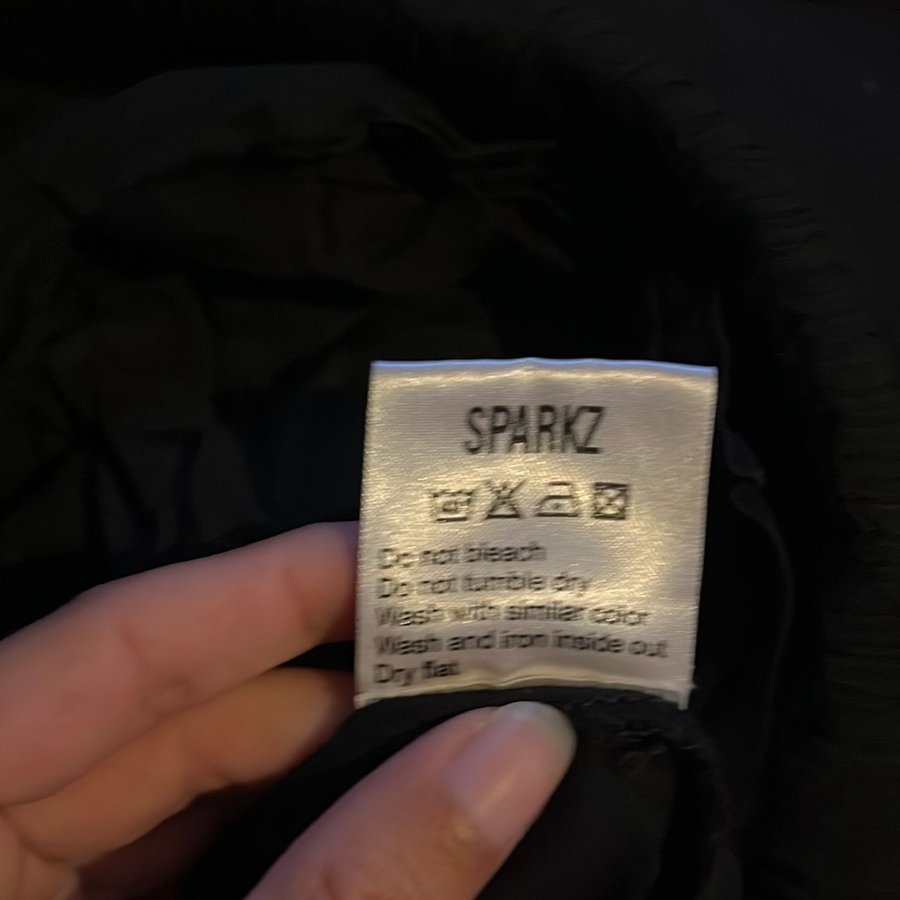 SPARKZ
Do not bleach
Do not tumble dry
Wash with similar color
Wash and iron inside out
Dry flat